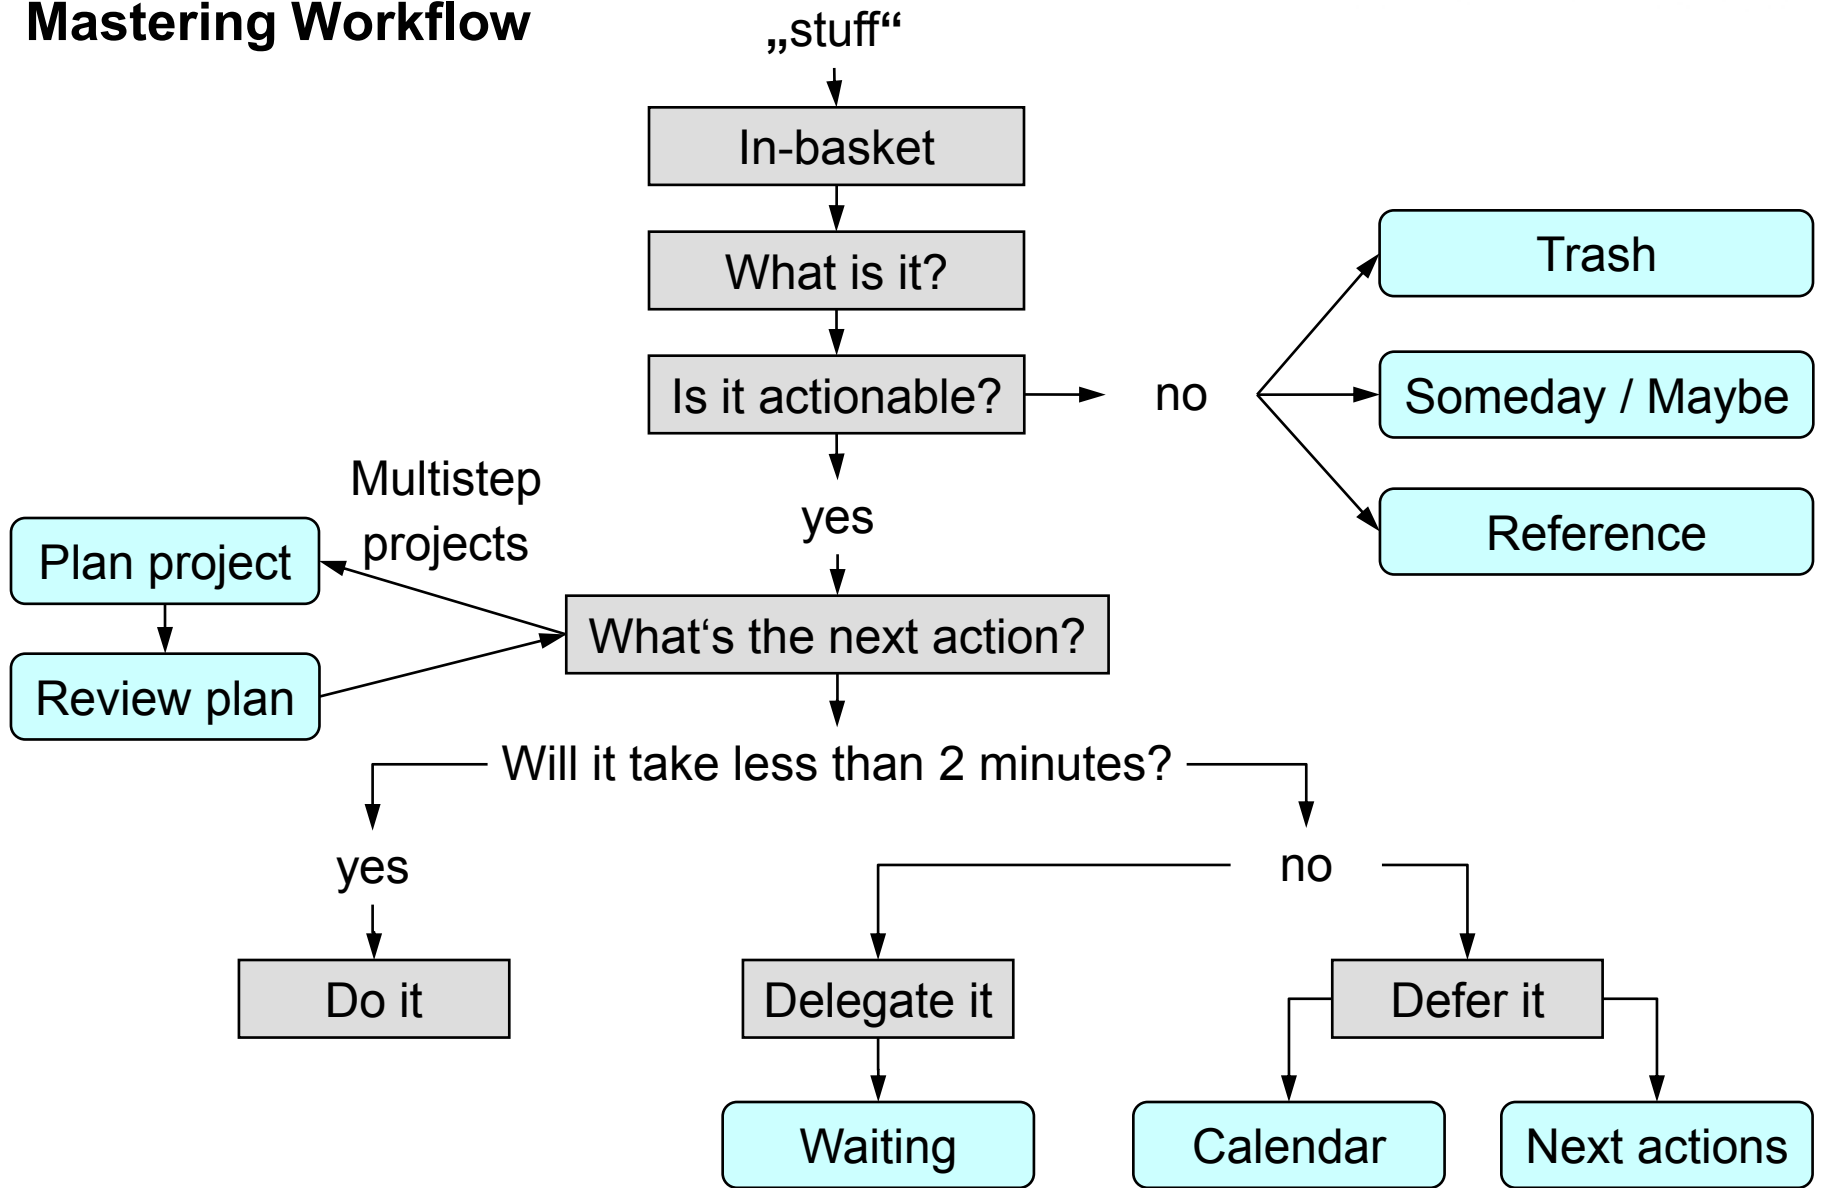 Mastering Workflow
„stuff“
In-basket
What is it?
Trash
Is it actionable?
no
Someday / Maybe
Multistep
projects
yes
Reference
Plan project
What‘s the next action?
Review plan
Will it take less than 2 minutes?
yes
no
Do it
Delegate it
Defer it
Waiting
Calendar
Next actions